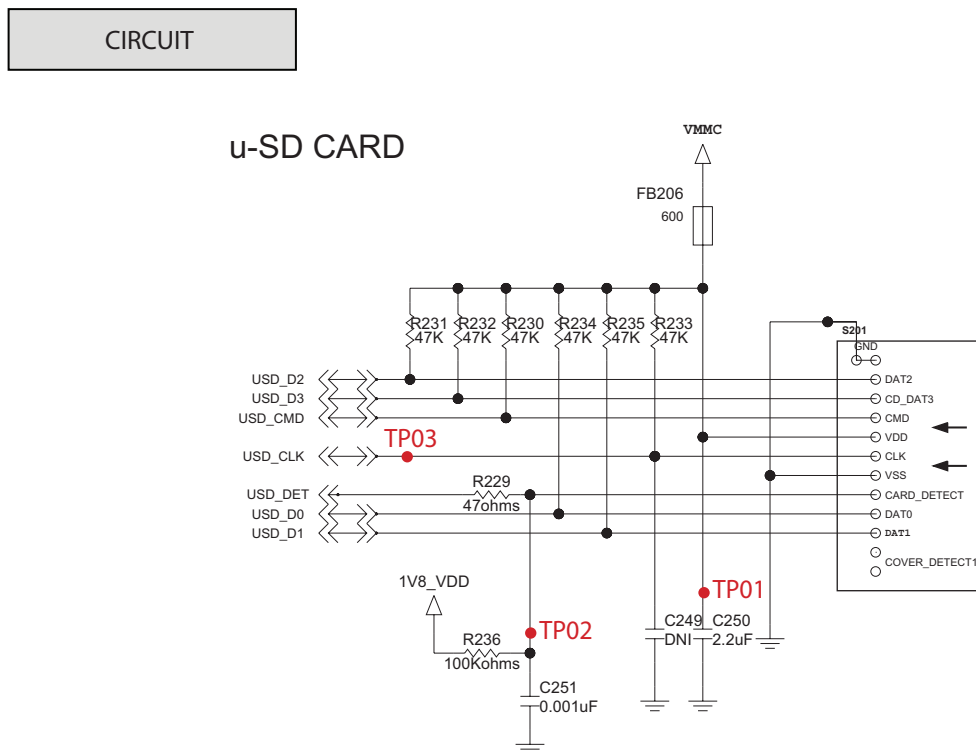 CIRCUIT
u-SD CARD
VMMC
FB206
600
R231 R232 R230 R234 R235 R233
47K 47K 47K 47K 47K 47K
S201
GND
USD_D2 DAT2
USD_D3 CD_DAT3
USD_CMD CMD
VDD
TP03
USD_CLK CLK
VSS
R229
USD_DET CARD_DETECT
47ohms
USD_D0 DAT0
USD_D1 DAT1
COVER_DETECT1
1V8_VDD
TP01
TP02
C249 C250
DNI 2.2uF
R236
100Kohms
C251
0.001uF